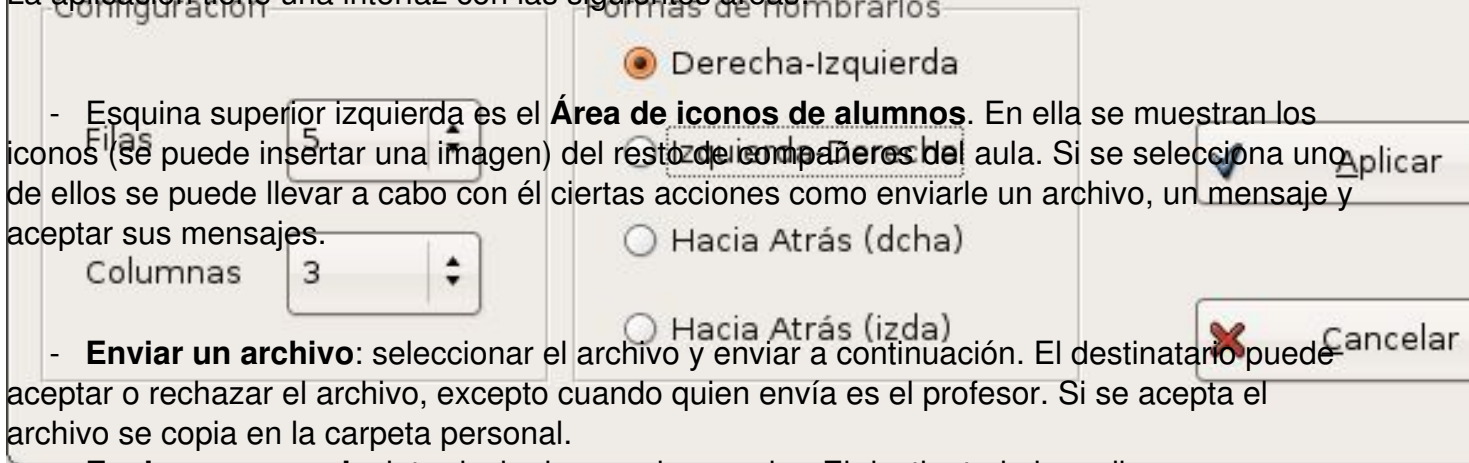 La aplicación tiene una interfaz con las siguientes áreas:
Configuración
Formas de nombrarlos
Derecha-Izquierda
- Esquina superior izquierda es el Área de iconos de alumnos. En ella se muestran los
Filas
5
Izquierda-Derecha
Aplicar
iconos (se puede insertar una imagen) del resto de compañeros del aula. Si se selecciona uno
de ellos se puede llevar a cabo con él ciertas acciones como enviarle un archivo, un mensaje y
aceptar sus mensajes.
Hacia Atrás (dcha)
Columnas
3
Hacia Atrás (izda)
Cancelar
- Enviar un archivo: seleccionar el archivo y enviar a continuación. El destinatario puede
aceptar o rechazar el archivo, excepto cuando quien envía es el profesor. Si se acepta el
archivo se copia en la carpeta personal.